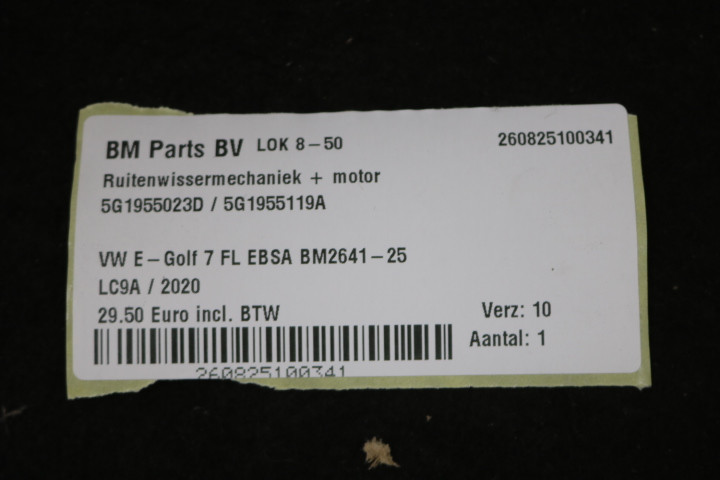 BM Parts BV LOK 8-50 260825100341
Ruitenwissermechaniek + motor
5G1955023D / 5G1955119A
VW E-Golf 7 FL EBSA BM2641-25
LC9A / 2020
29.50 Euro incl. BTW Verz: 10
Aantal: 1
260825100341